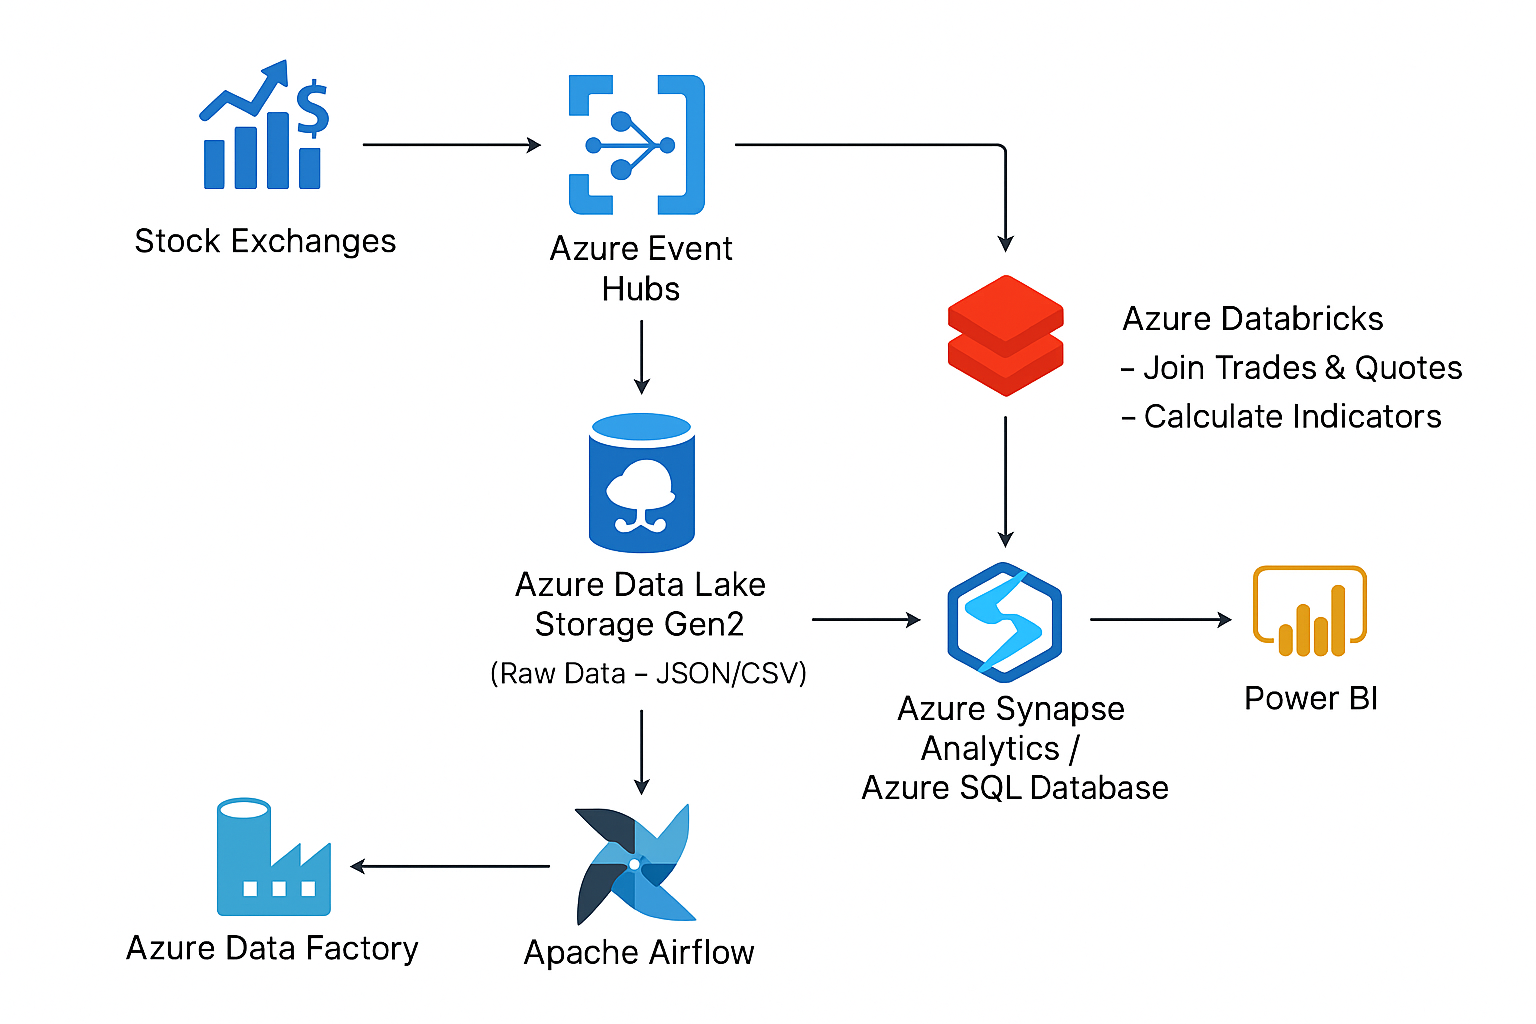 Stock Exchanges
Azure Event
Hubs
Azure Databricks
– Join Trades & Quotes
– Calculate Indicators
Azure Data Lake
Storage Gen2
(Raw Data – JSON/CSV)
Azure Synapse
Analytics /
Azure SQL Database
Power BI
Azure Data Factory
Apache Airflow